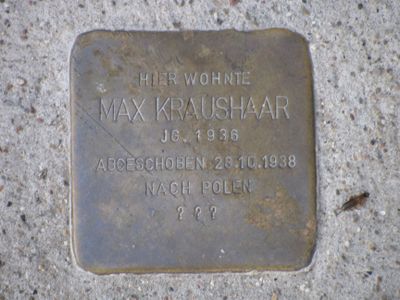 HIER WOHNTE
MAX KRAUSHAAR
JG. 1936
ABGESCHOBEN 28.10.1938
NACH POLEN
? ? ?